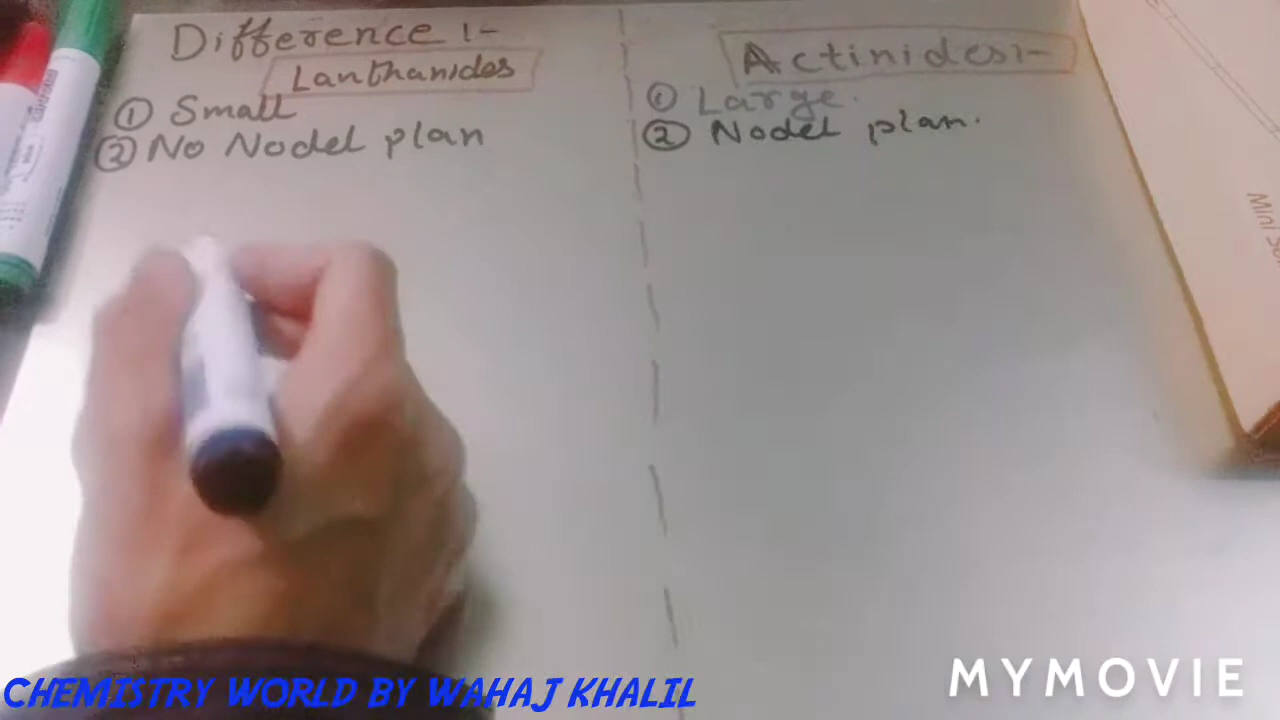 Difference :-
Lanthanides
① Small
② No Nodel plan
Actinides :-
① Large.
② Nodel plan.
Mini
CHEMISTRY WORLD BY WAHAJ KHALIL
MYMOVIE